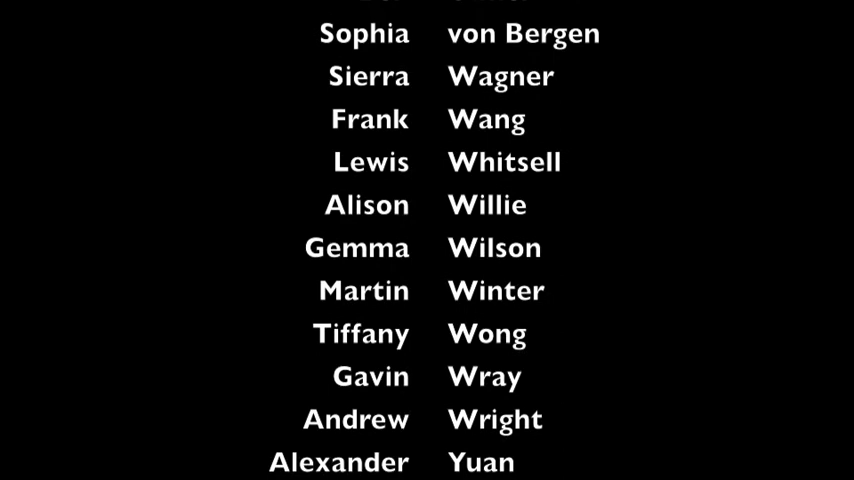 Sophia von Bergen
Sierra Wagner
Frank Wang
Lewis Whitsell
Alison Willie
Gemma Wilson
Martin Winter
Tiffany Wong
Gavin Wray
Andrew Wright
Alexander Yuan